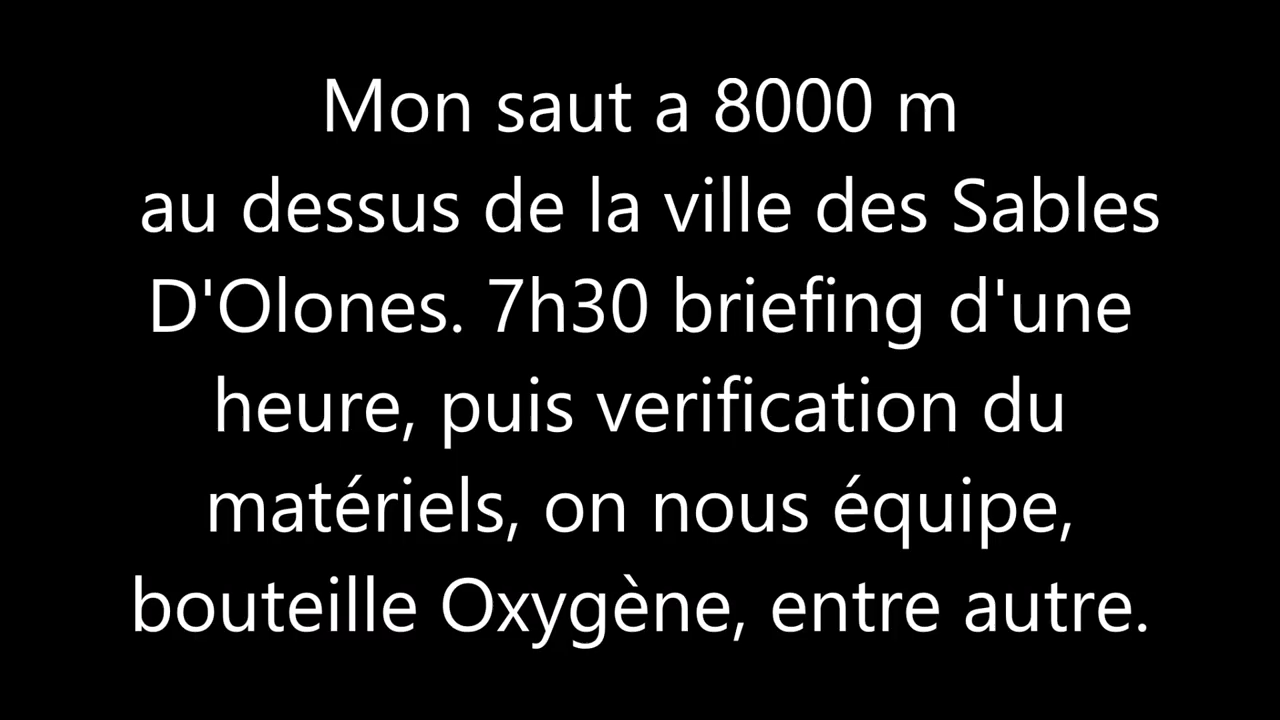 Mon saut a 8000 m
au dessus de la ville des Sables
D'Olones. 7h30 briefing d'une
heure, puis verification du
matériels, on nous équipe,
bouteille Oxygène, entre autre.